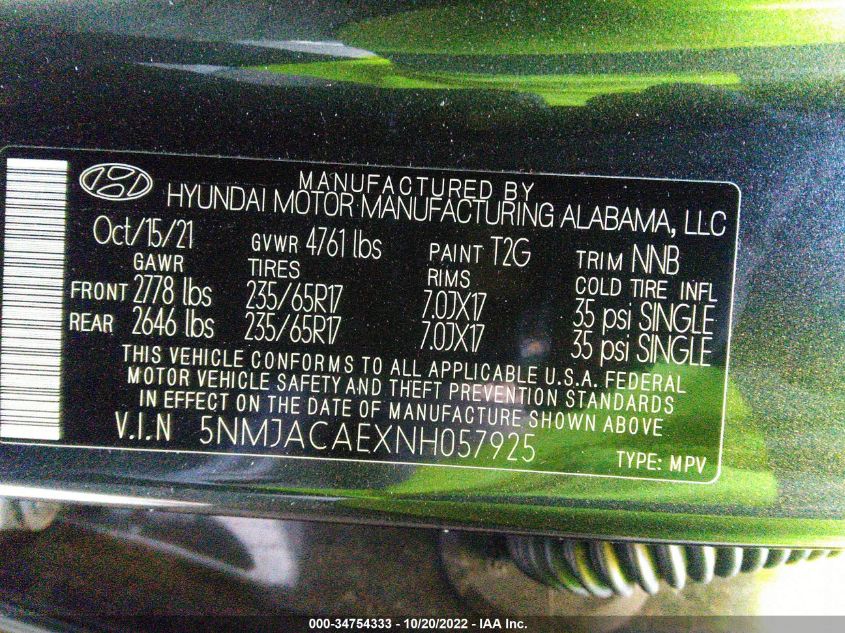 MANUFACTURED BY
HYUNDAI MOTOR MANUFACTURING ALABAMA, LLC
Oct/15/21 GVWR 4761 lbs PAINT T2G TRIM NNB
GAWR TIRES RIMS COLD TIRE INFL
FRONT 2778 lbs 235/65R17 7.0JX17 35 psi SINGLE
REAR 2646 lbs 235/65R17 7.0JX17 35 psi SINGLE
THIS VEHICLE CONFORMS TO ALL APPLICABLE U.S.A. FEDERAL
MOTOR VEHICLE SAFETY AND THEFT PREVENTION STANDARDS
IN EFFECT ON THE DATE OF MANUFACTURE SHOWN ABOVE
V.I.N 5NMJACAEXNH057925 TYPE: MPV
000-34754333 - 10/20/2022 - IAA Inc.